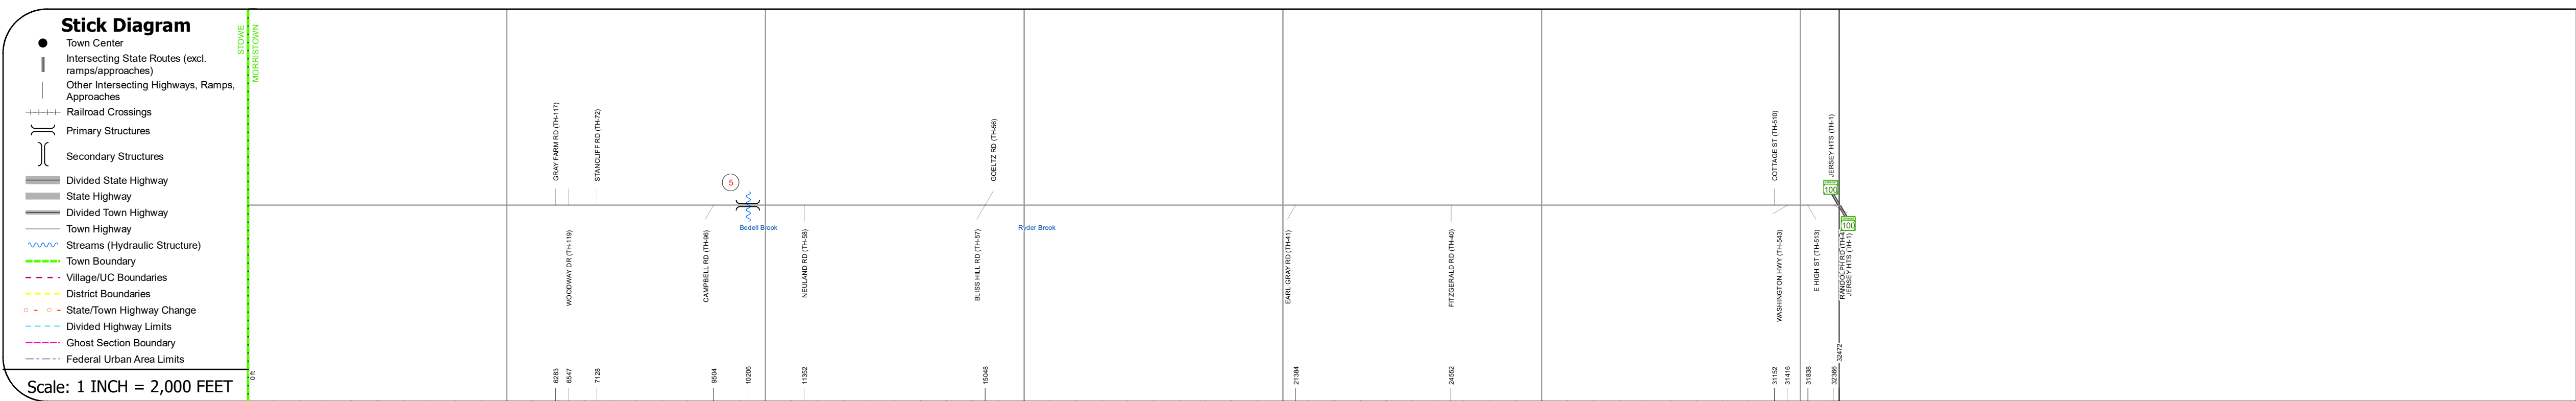 Stick Diagram
Town Center
Intersecting State Routes (excl.
ramps/approaches)
Other Intersecting Highways, Ramps,
Approaches
Railroad Crossings
Primary Structures
Secondary Structures
Divided State Highway
State Highway
Divided Town Highway
Town Highway
Streams (Hydraulic Structure)
Town Boundary
Village/UC Boundaries
District Boundaries
State/Town Highway Change
Divided Highway Limits
Ghost Section Boundary
Federal Urban Area Limits
Scale: 1 INCH = 2,000 FEET
STOWE
MORRISTOWN
GRAY FARM RD (TH-117)
STANCLIFF RD (TH-72)
GOELTZ RD (TH-56)
COTTAGE ST (TH-510)
JERSEY HTS (TH-1)
5
100
100
Bedell Brook
Ryder Brook
WOODWAY DR (TH-119)
CAMPBELL RD (TH-96)
NEULAND RD (TH-58)
BLISS HILL RD (TH-57)
EARL GRAY RD (TH-41)
FITZGERALD RD (TH-40)
WASHINGTON HWY (TH-543)
E HIGH ST (TH-513)
RANDOLPH RD (TH-4
JERSEY HTS (TH-1)
0 ft
6283
6547
7128
9504
10206
11352
15048
21384
24552
31152
31416
31838
32366
32472